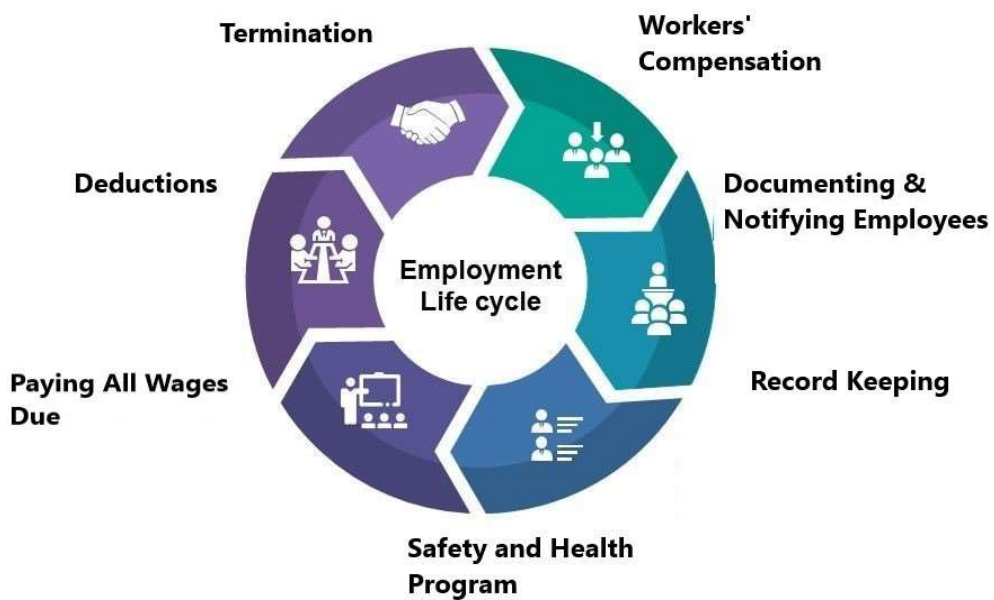 Termination
Workers'
Compensation
Deductions
Documenting &
Notifying Employees
Employment
Life cycle
Paying All Wages
Due
Record Keeping
Safety and Health
Program